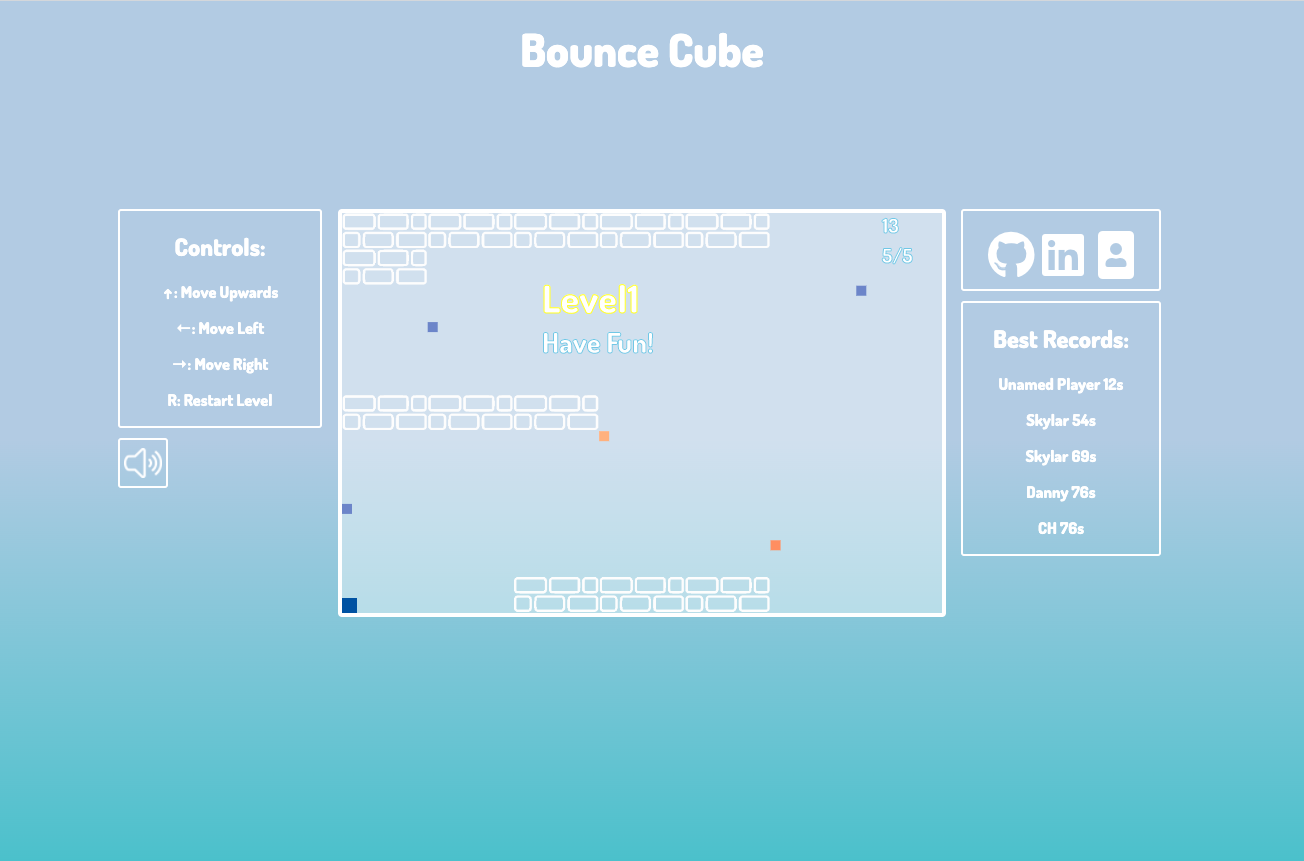 Bounce Cube
Controls:
↑: Move Upwards
←: Move Left
→: Move Right
R: Restart Level
13
5/5
Level1
Have Fun!
in
Best Records:
Unamed Player 12s
Skylar 54s
Skylar 69s
Danny 76s
CH 76s